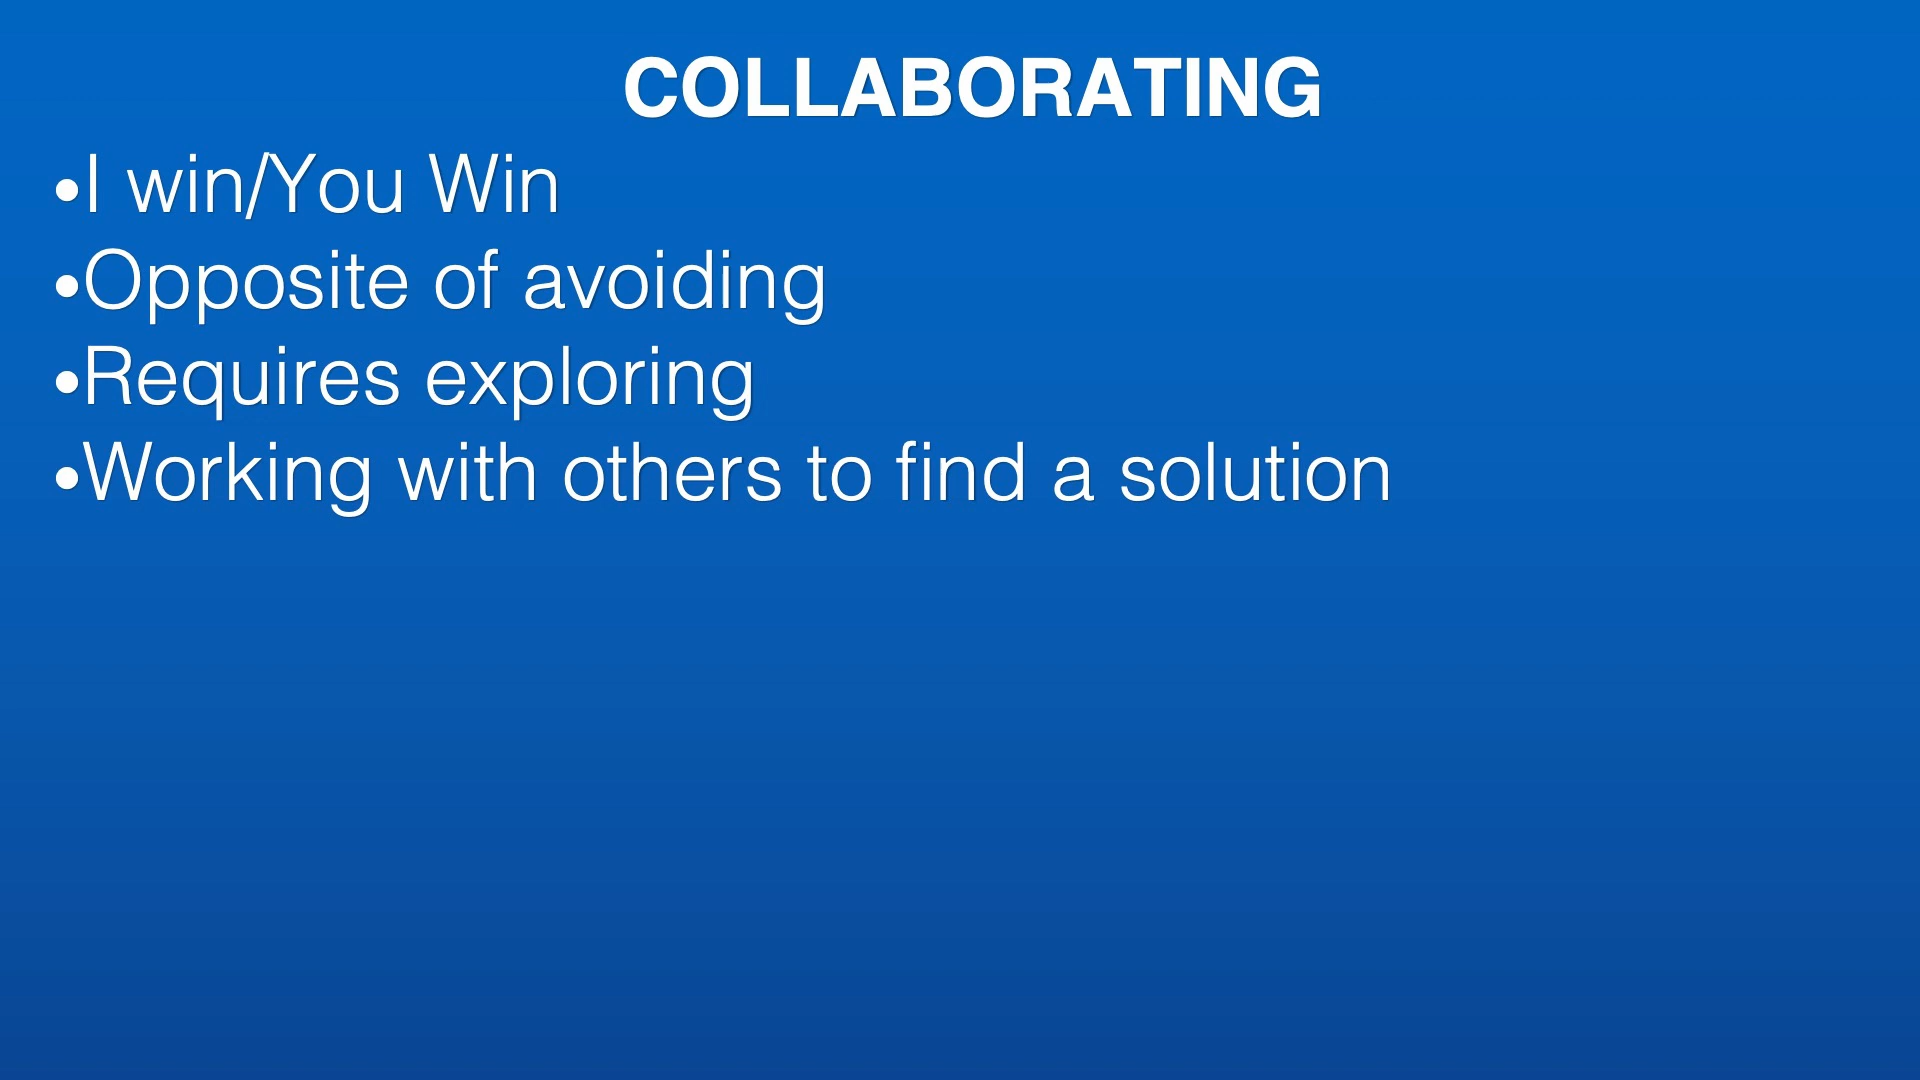 COLLABORATING
•I win/You Win
•Opposite of avoiding
•Requires exploring
•Working with others to find a solution